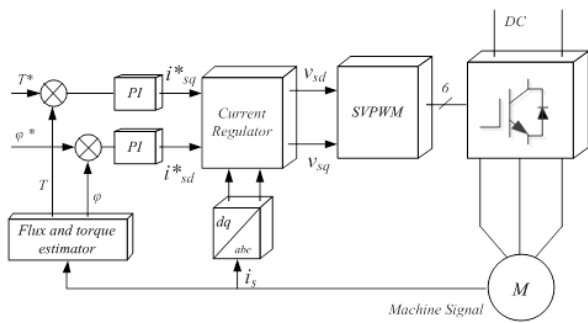 DC
T*
PI
i*sq
Current
Regulator
vsd
SVPWM
6
φ*
PI
i*sd
vsq
T
φ
Flux and torque
estimator
dq
abc
is
M
Machine Signal